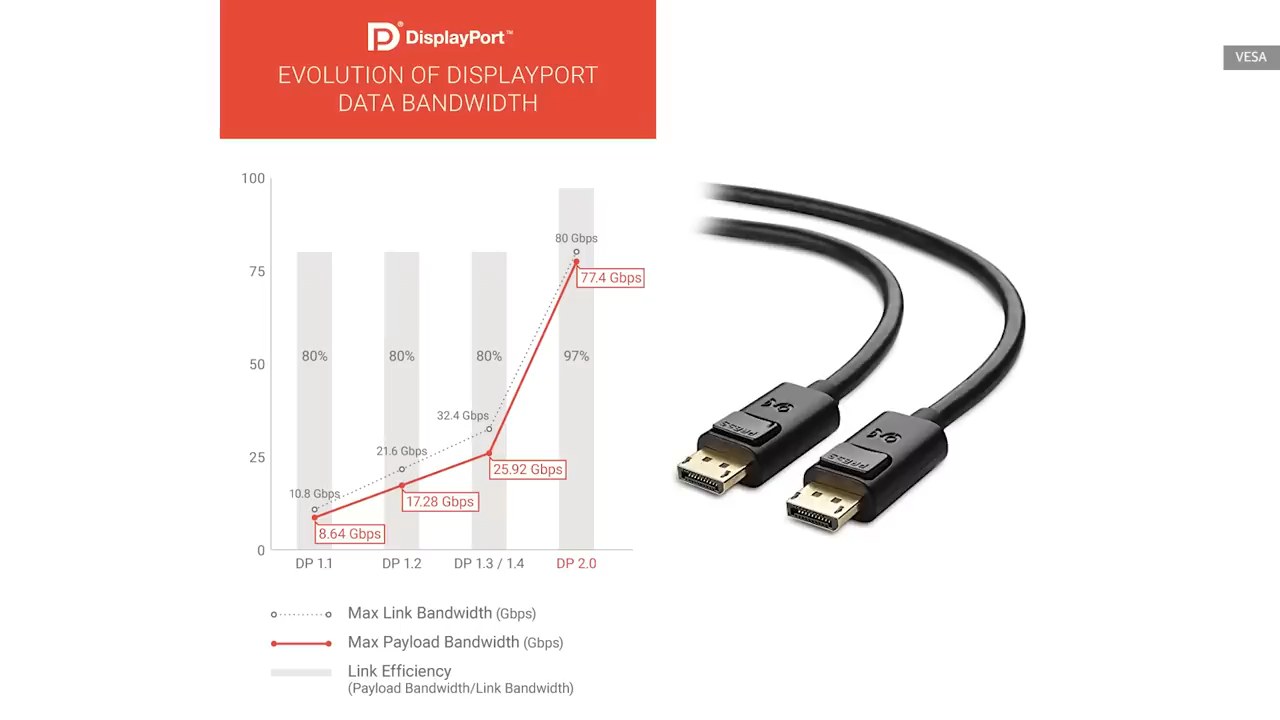 DisplayPort™
EVOLUTION OF DISPLAYPORT
DATA BANDWIDTH
VESA
100
75
50
25
0
80%
80%
80%
97%
10.8 Gbps
21.6 Gbps
32.4 Gbps
80 Gbps
8.64 Gbps
17.28 Gbps
25.92 Gbps
77.4 Gbps
DP 1.1
DP 1.2
DP 1.3 / 1.4
DP 2.0
Max Link Bandwidth (Gbps)
Max Payload Bandwidth (Gbps)
Link Efficiency
(Payload Bandwidth/Link Bandwidth)
PRESS
PRESS